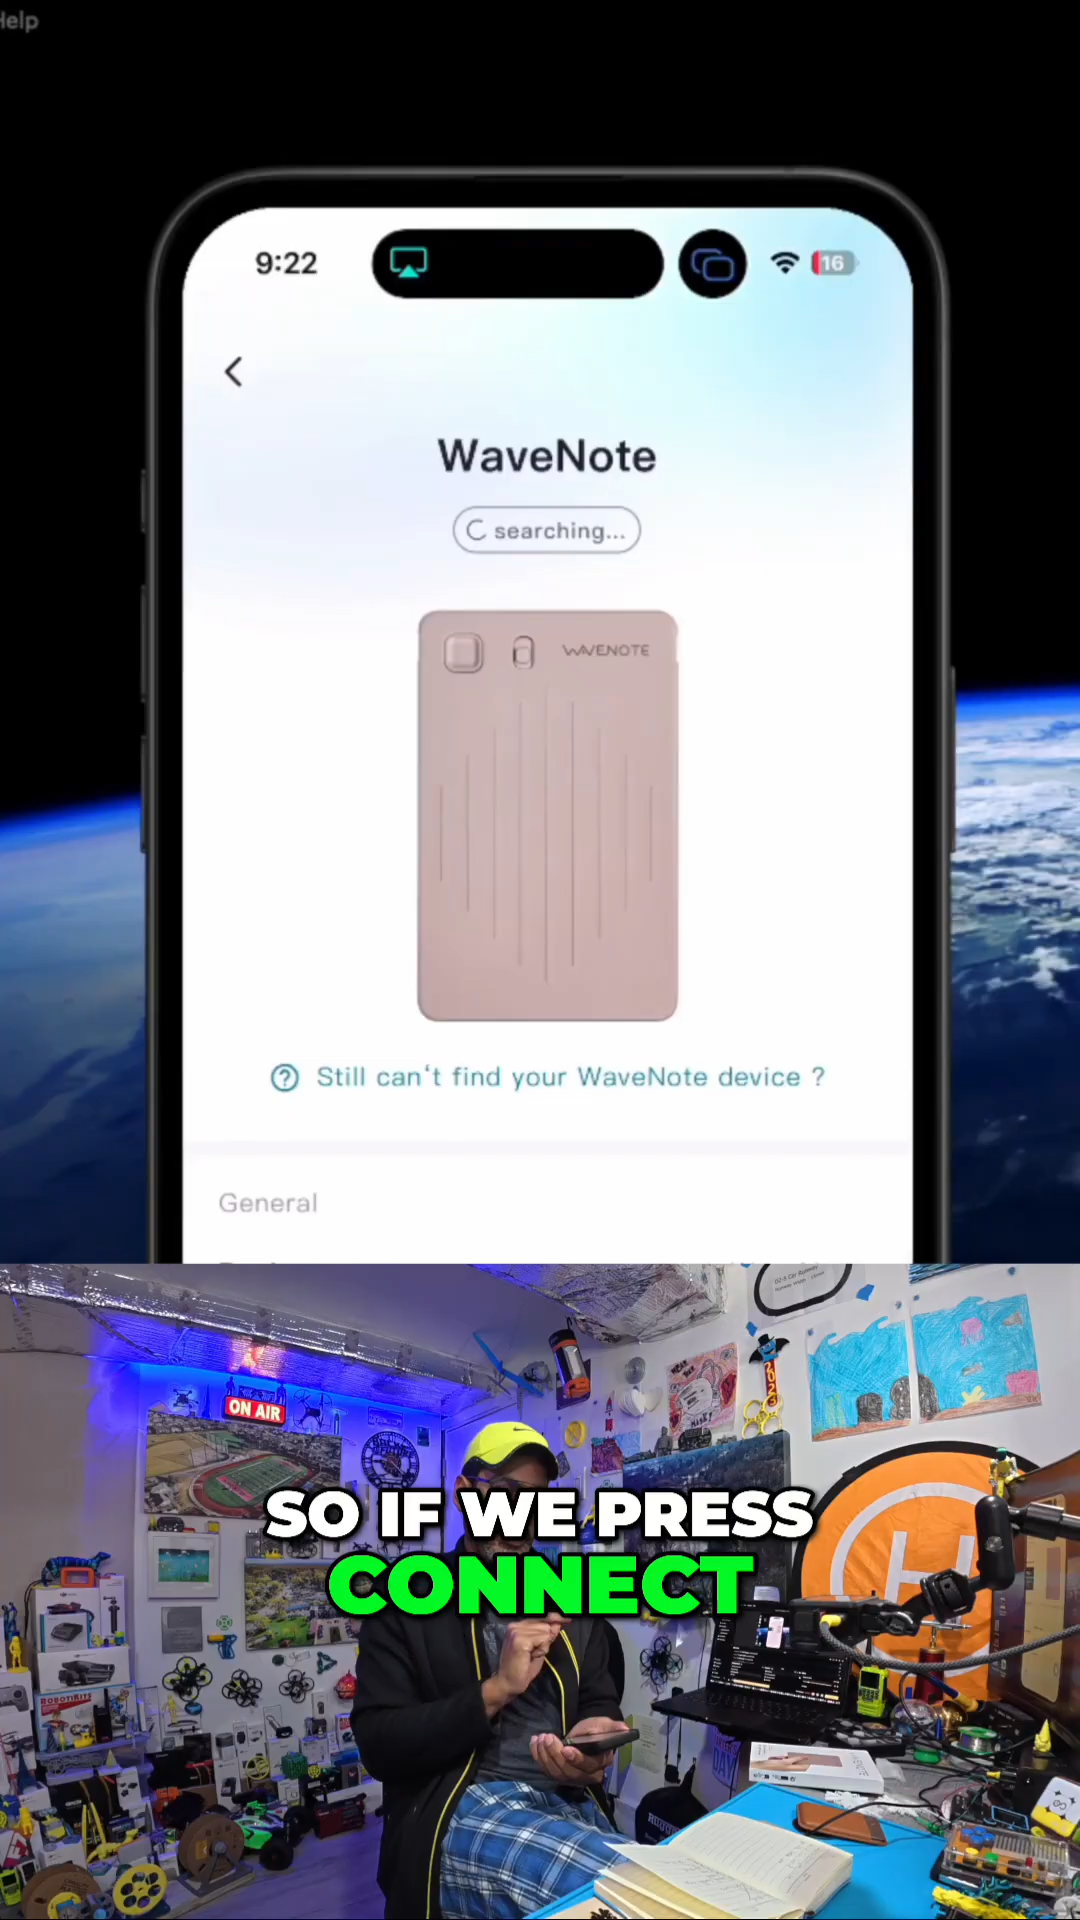 Help
9:22
16
WaveNote
searching...
WAVENOTE
Still can't find your WaveNote device ?
General
ON AIR
2023
SO IF WE PRESS
CONNECT